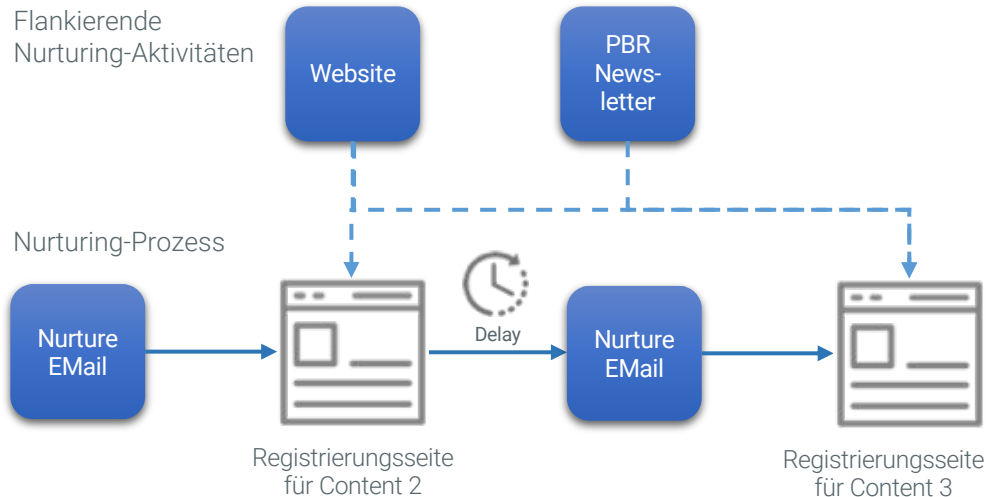 Flankierende
Nurturing-Aktivitäten
Website
PBR
News-
letter
Nurturing-Prozess
Nurture
EMail
Delay
Nurture
EMail
Registrierungsseite
für Content 2
Registrierungsseite
für Content 3